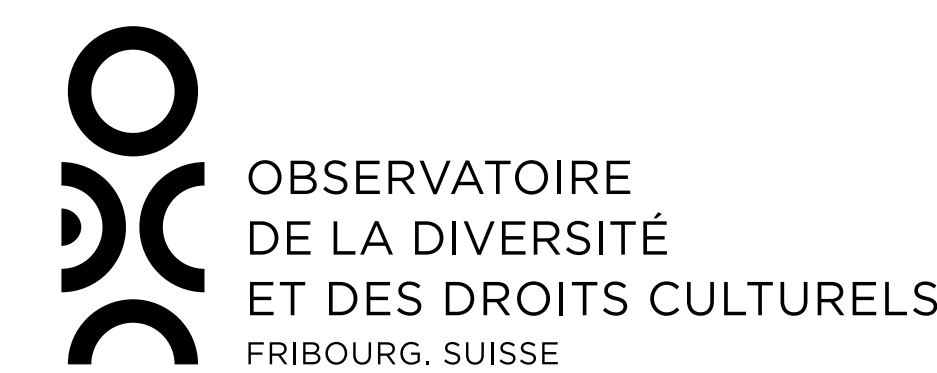 OBSERVATOIRE
DE LA DIVERSITÉ
ET DES DROITS CULTURELS
FRIBOURG. SUISSE